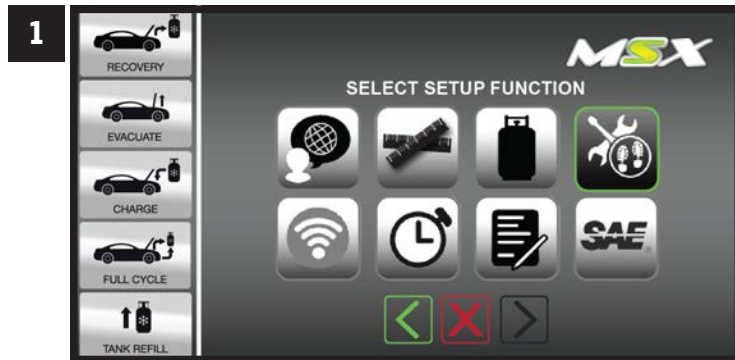 1
RECOVERY
EVACUATE
CHARGE
FULL CYCLE
TANK REFILL
MSX
SELECT SETUP FUNCTION
SAE